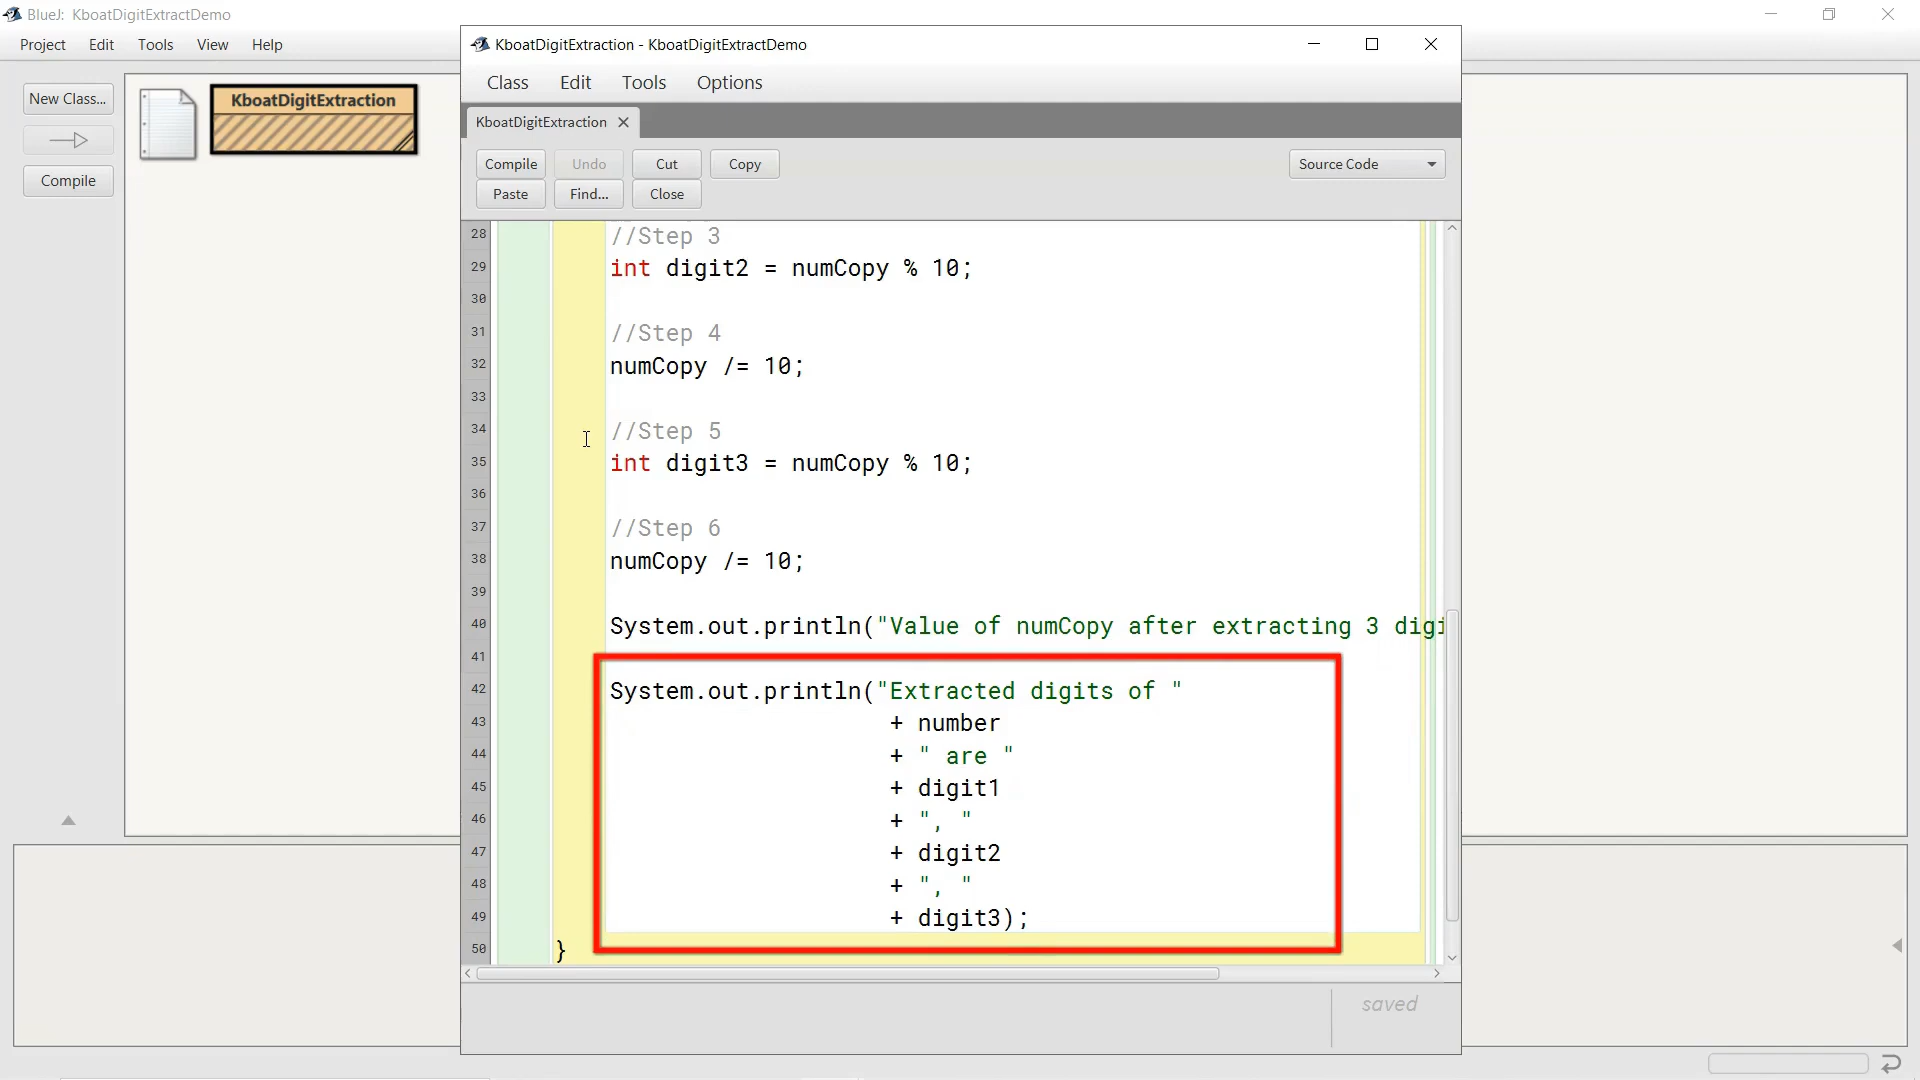 BlueJ: KboatDigitExtractDemo
Project Edit Tools View Help
New Class...
Compile
KboatDigitExtraction
KboatDigitExtraction - KboatDigitExtractDemo
Class Edit Tools Options
KboatDigitExtraction
Compile Undo Cut Copy
Paste Find... Close
Source Code
28 //Step 3
29 int digit2 = numCopy % 10;
30
31 //Step 4
32 numCopy /= 10;
33
34 //Step 5
35 int digit3 = numCopy % 10;
36
37 //Step 6
38 numCopy /= 10;
39
40 System.out.println("Value of numCopy after extracting 3 digi
41
42 System.out.println("Extracted digits of "
43 + number
44 + " are "
45 + digit1
46 + ", "
47 + digit2
48 + ", "
49 + digit3);
50 }
saved